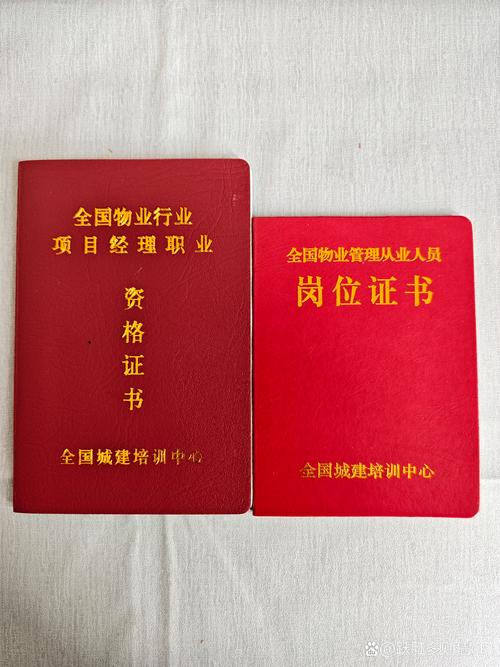 全国物业行业
项目经理职业
资格证书
全国城建培训中心
全国物业管理从业人员
岗位证书
全国城建培训中心